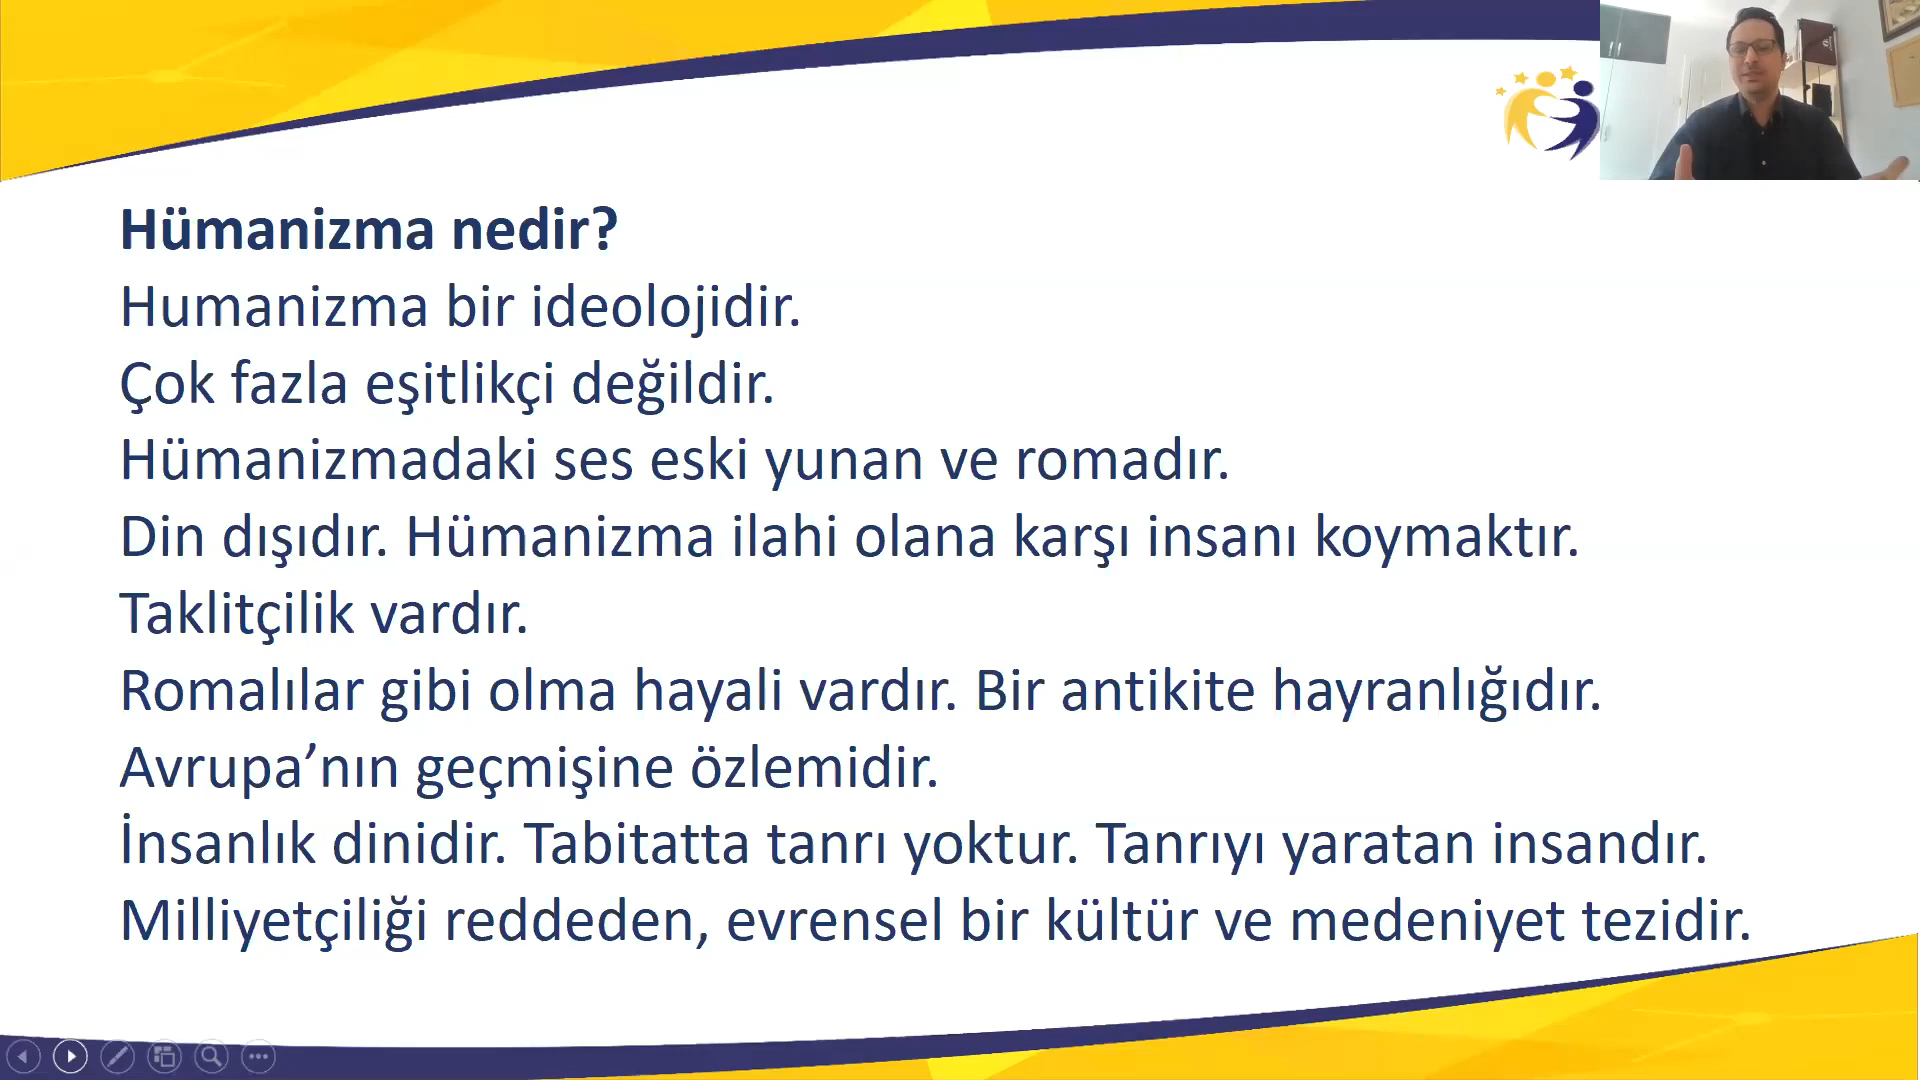 Hümanizma nedir?
Humanizma bir ideolojidir.
Çok fazla eşitlikçi değildir.
Hümanizmadaki ses eski yunan ve romadır.
Din dışıdır. Hümanizma ilahi olana karşı insanı koymaktır.
Taklitçilik vardır.
Romalılar gibi olma hayali vardır. Bir antikite hayranlığıdır.
Avrupa’nın geçmişine özlemidir.
İnsanlık dinidir. Tabitatta tanrı yoktur. Tanrıyı yaratan insandır.
Milliyetçiliği reddeden, evrensel bir kültür ve medeniyet tezidir.